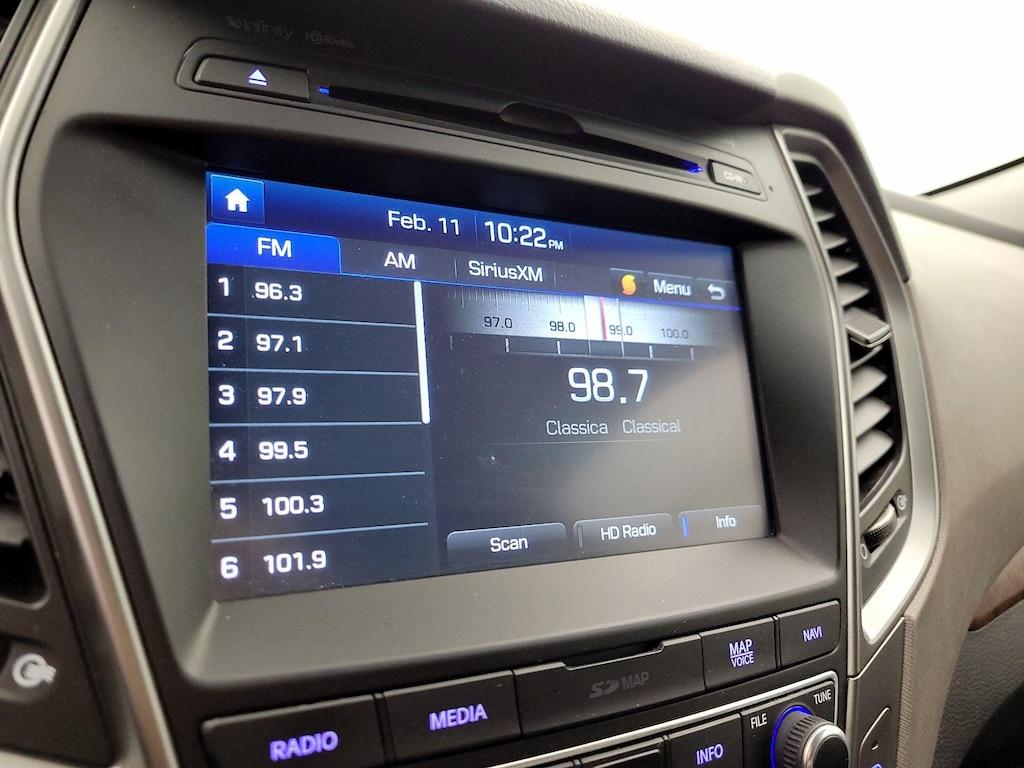 infinity HD Radio
CD-IN
Feb. 11 10:22 PM
FM AM SiriusXM Menu
1 96.3
2 97.1
3 97.9
4 99.5
5 100.3
6 101.9
97.0 98.0 99.0 100.0
98.7
Classica Classical
Scan HD Radio Info
RADIO MEDIA SD MAP MAP VOICE NAVI
INFO FILE TUNE